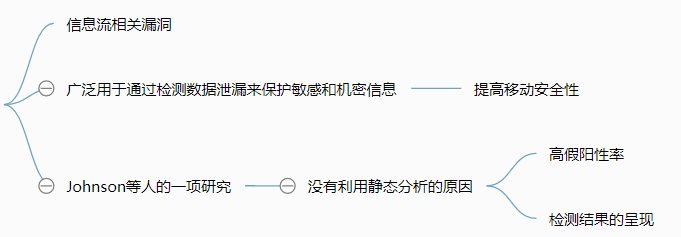 信息流相关漏洞
广泛用于通过检测数据泄漏来保护敏感和机密信息
提高移动安全性
Johnson等人的一项研究
没有利用静态分析的原因
高假阳性率
检测结果的呈现